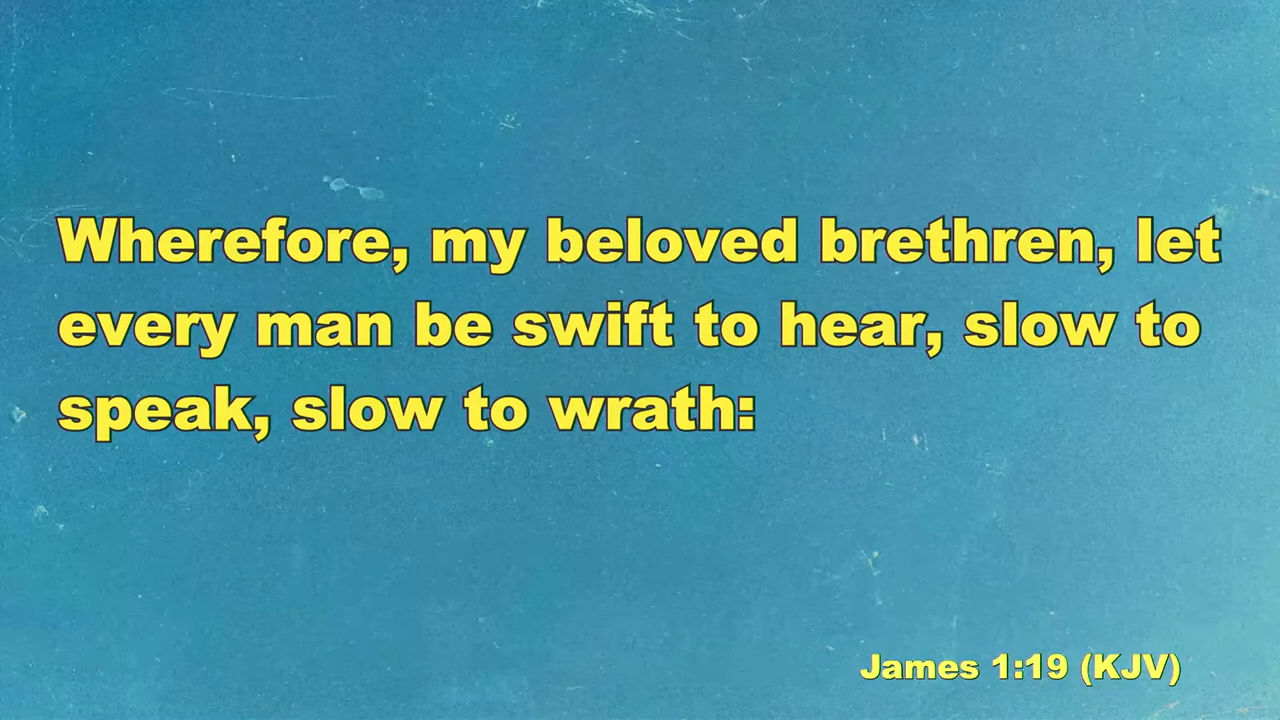 Wherefore, my beloved brethren, let
every man be swift to hear, slow to
speak, slow to wrath:
James 1:19 (KJV)